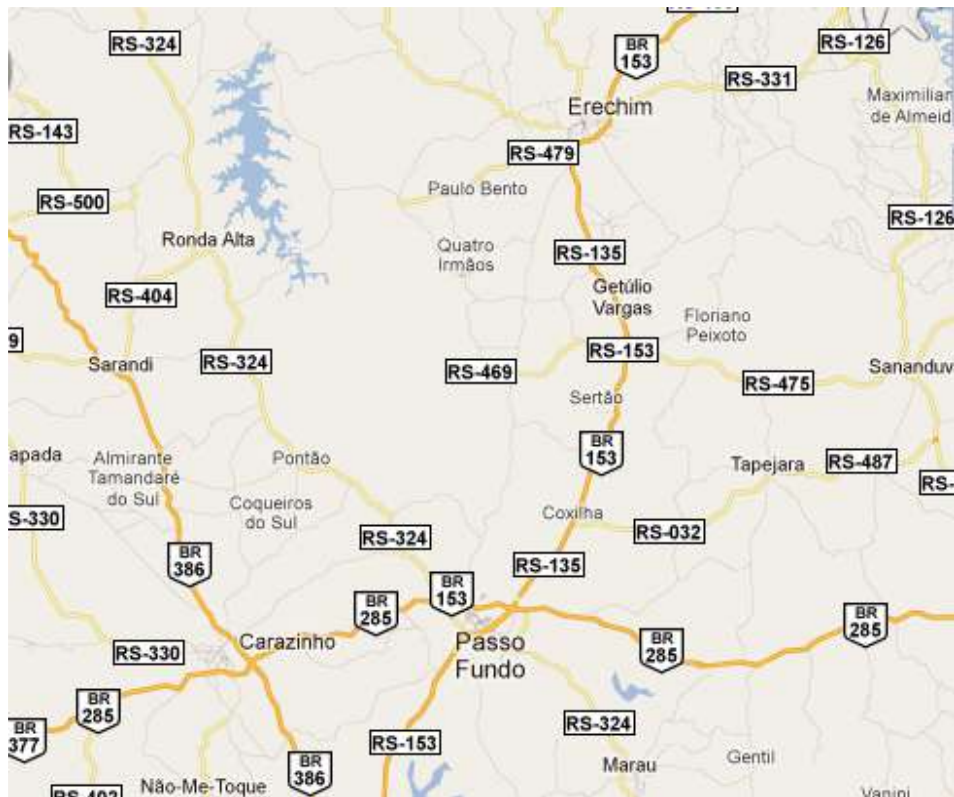 RS-324
BR
153
RS-126
RS-331
Erechim
Maximilian
de Almeid
RS-143
RS-479
Paulo Bento
RS-500
RS-126
Ronda Alta
Quatro
Irmãos
RS-135
Getúlio
Vargas
RS-404
Floriano
Peixoto
9
RS-153
Sarandi
RS-324
RS-469
Sananduv
RS-475
Sertão
BR
153
apada
Almirante
Tamandaré
do Sul
Pontão
Tapejara
RS-487
RS-
Coqueiros
do Sul
Coxilha
S-330
RS-324
RS-032
BR
386
RS-135
BR
153
BR
285
BR
285
Carazinho
Passo
Fundo
RS-330
BR
285
BR
285
BR
377
RS-324
RS-153
Gentil
Marau
BR
386
Não-Me-Toque
Vanini